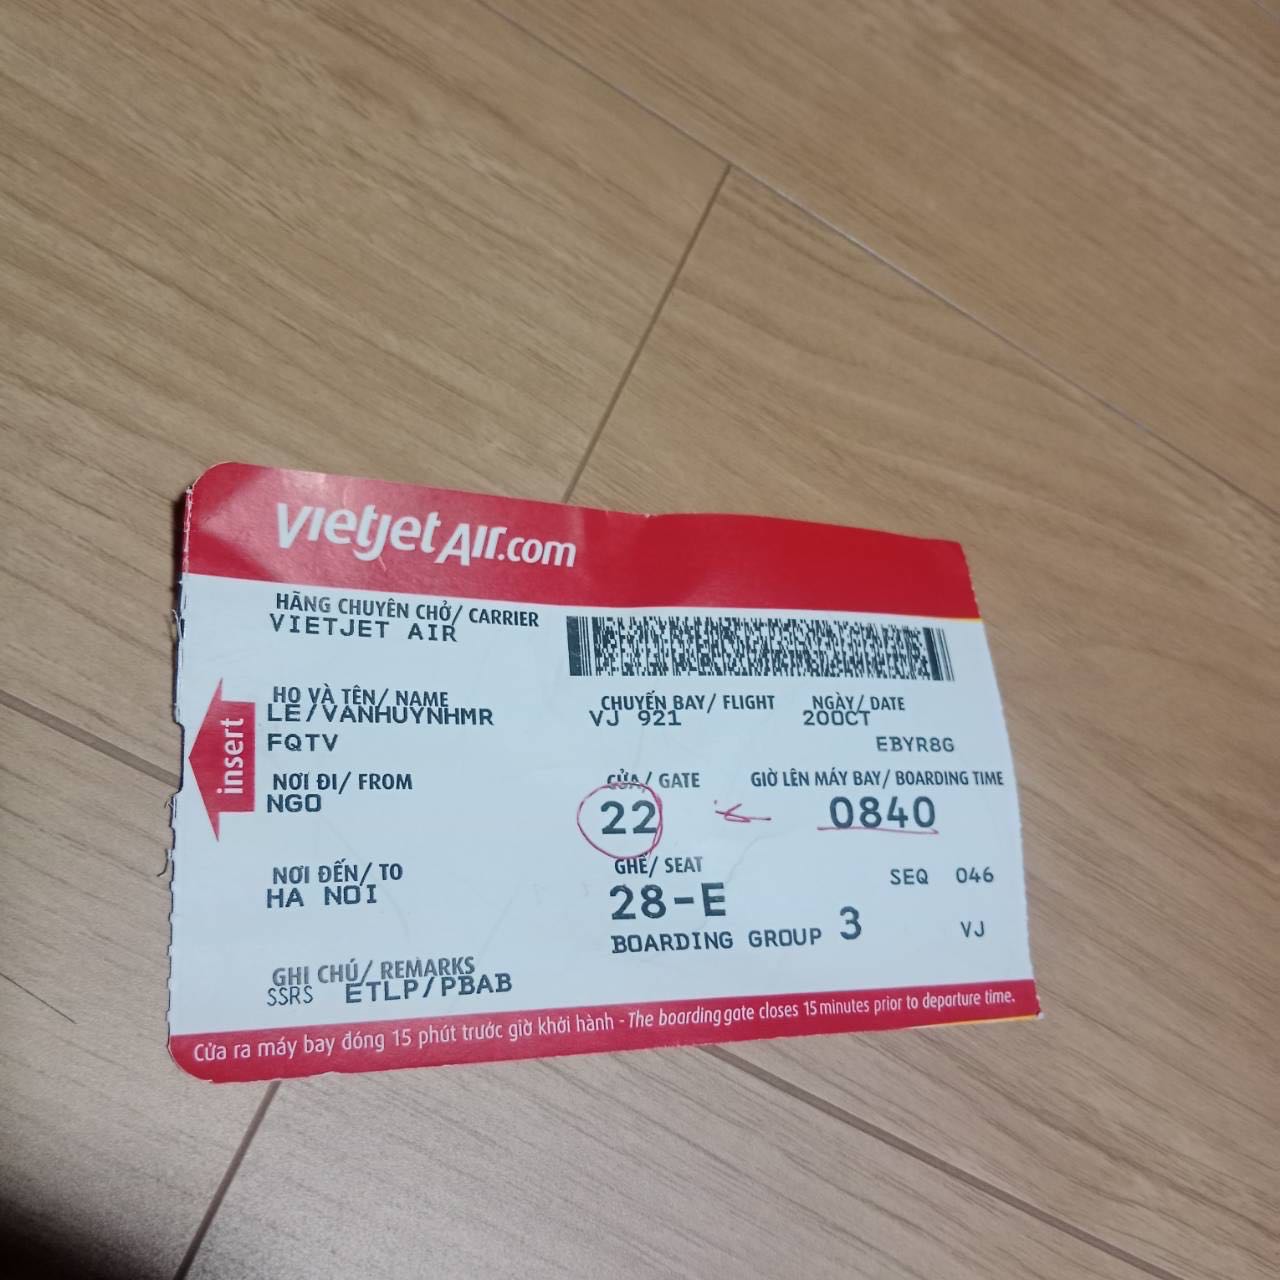 vietjetAir.com
HÃNG CHUYÊN CHỞ/ CARRIER
VIETJET AIR
HỌ VÀ TÊN/ NAME
LE/VANHUYNHMR
CHUYẾN BAY/ FLIGHT
VJ 921
NGÀY/ DATE
20OCT
FQTV
EBYR8G
insert
NƠI ĐI/ FROM
NGO
CỬA/ GATE
22
GIỜ LÊN MÁY BAY/ BOARDING TIME
0840
NƠI ĐẾN/ TO
HA NOI
GHẾ/ SEAT
28-E
SEQ 046
BOARDING GROUP 3
VJ
GHI CHÚ/ REMARKS
SSRS ETLP/PBAB
Cửa ra máy bay đóng 15 phút trước giờ khởi hành - The boarding gate closes 15 minutes prior to departure time.